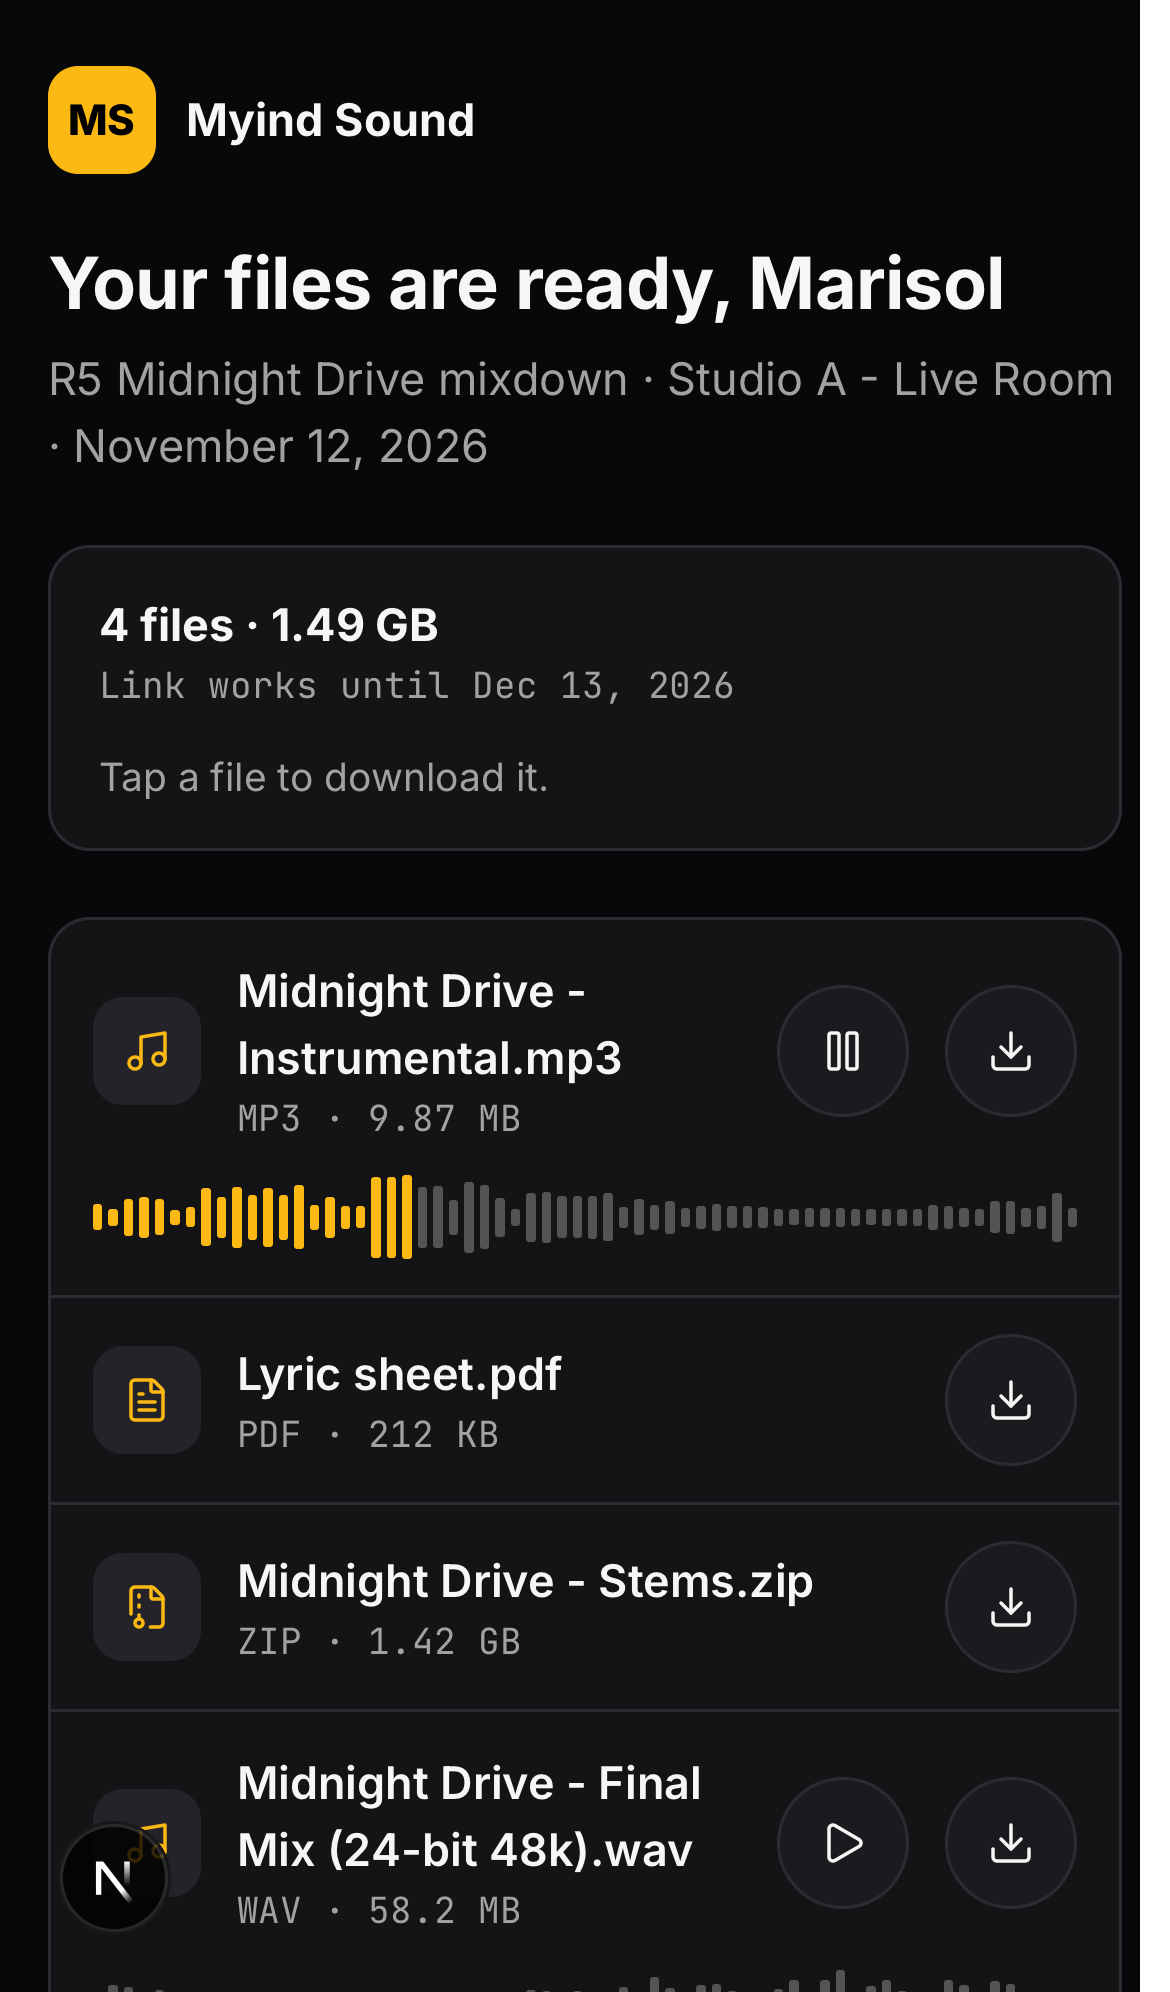 MS
Myind Sound
Your files are ready, Marisol
R5 Midnight Drive mixdown · Studio A - Live Room
· November 12, 2026
4 files · 1.49 GB
Link works until Dec 13, 2026
Tap a file to download it.
Midnight Drive -
Instrumental.mp3
MP3 · 9.87 MB
Lyric sheet.pdf
PDF · 212 KB
Midnight Drive - Stems.zip
ZIP · 1.42 GB
Midnight Drive - Final
Mix (24-bit 48k).wav
WAV · 58.2 MB
N